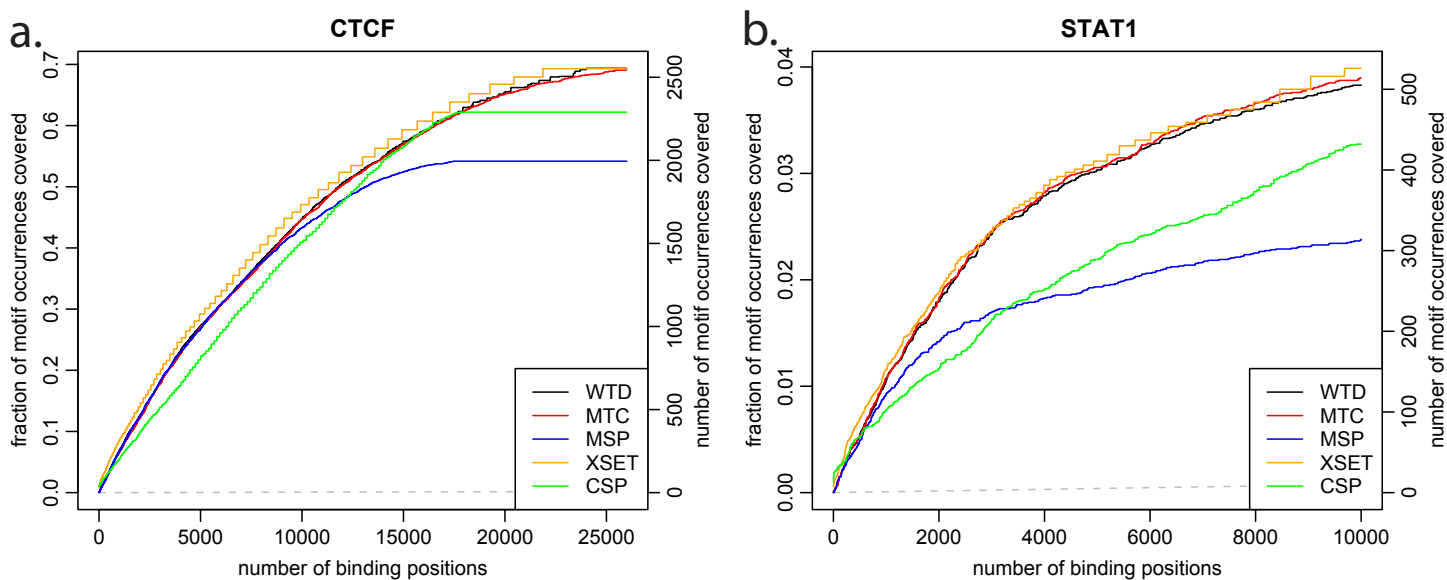 a.
CTCF
fraction of motif occurrences covered
0.0
0.1
0.2
0.3
0.4
0.5
0.6
0.7
number of motif occurrences covered
0
500
1000
1500
2000
2500
WTD
MTC
MSP
XSET
CSP
0 5000 10000 15000 20000 25000
number of binding positions
b.
STAT1
fraction of motif occurrences covered
0.00
0.01
0.02
0.03
0.04
number of motif occurrences covered
0
100
200
300
400
500
WTD
MTC
MSP
XSET
CSP
0 2000 4000 6000 8000 10000
number of binding positions